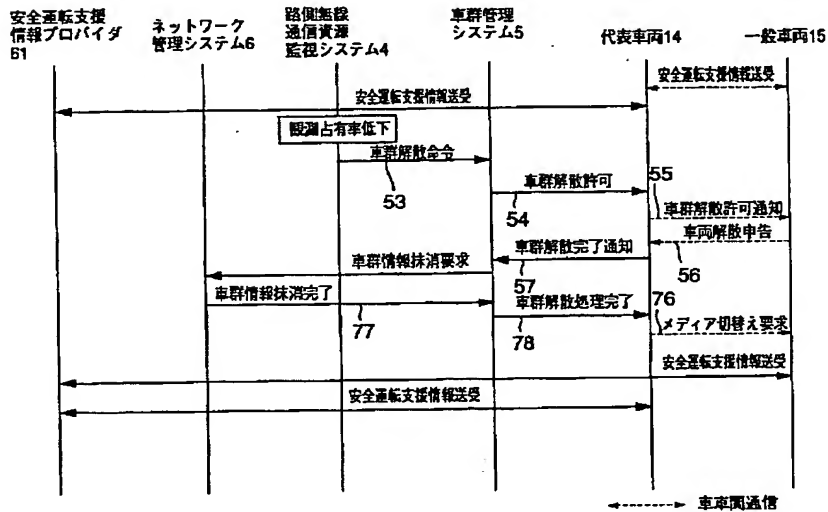 安全運転支援
情報プロバイダ
61
ネットワーク
管理システム6
路側無線
通信資源
監視システム4
車群管理
システム5
代表車両14
一般車両15
安全運転支援情報送受
安全運転支援情報送受
観測占有率低下
車群解散命令
53
車群解散許可
54
55
車群解散許可通知
車両解散申告
56
車群解散完了通知
57
車群情報抹消要求
車群情報抹消完了
77
車群解散処理完了
78
76
メディア切替え要求
安全運転支援情報送受
安全運転支援情報送受
車車間通信